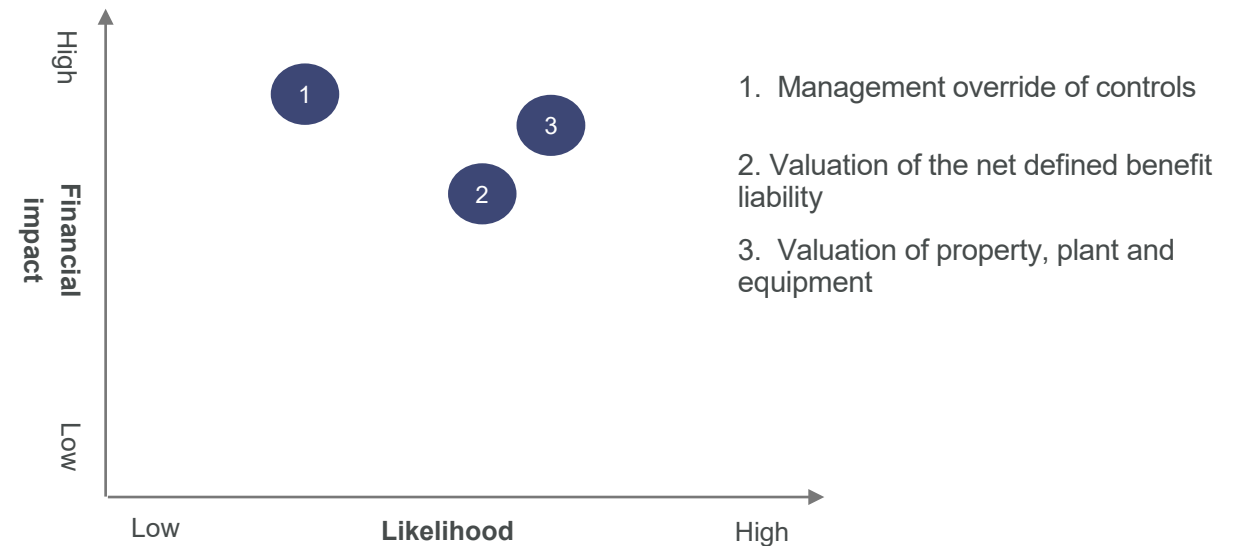 High
Financial
impact
Low
1
3
2
Low
Likelihood
High
1. Management override of controls
2. Valuation of the net defined benefit
liability
3. Valuation of property, plant and
equipment